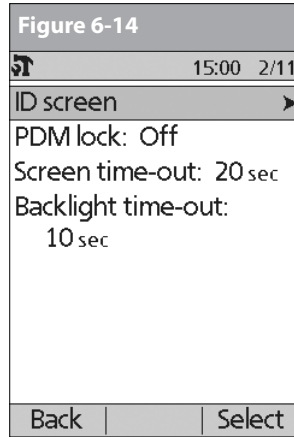 Figure 6-14
15:00 2/11
ID screen
PDM lock: Off
Screen time-out: 20 sec
Backlight time-out:
10 sec
Back Select